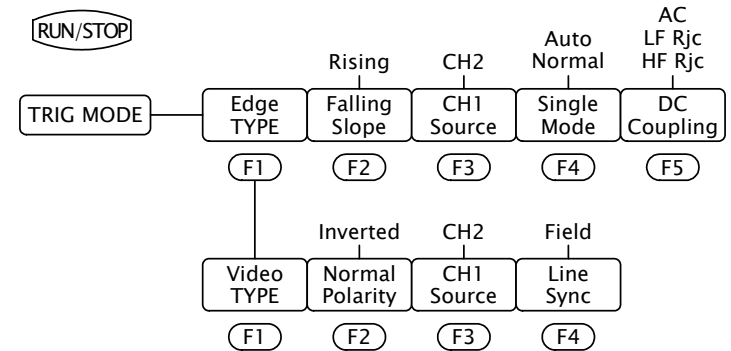 RUN/STOP
AC
LF Rjc
HF Rjc
Auto
Normal
Rising
CH2
TRIG MODE
Edge
TYPE
Falling
Slope
CH1
Source
Single
Mode
DC
Coupling
F1
F2
F3
F4
F5
Inverted
CH2
Field
Video
TYPE
Normal
Polarity
CH1
Source
Line
Sync
F1
F2
F3
F4